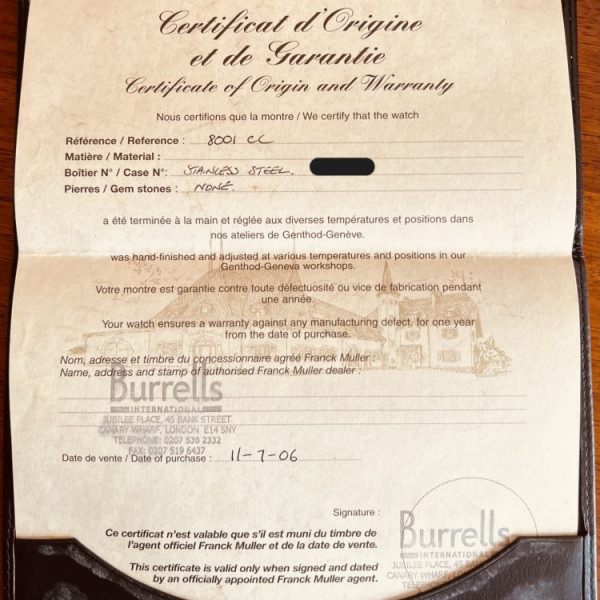 Certificat d'Origine
et de Garantie
Certificate of Origin and Warranty
Nous certifions que la montre / We certify that the watch
Référence / Reference : 8001 CC
Matière / Material :
Boîtier N° / Case N°: STAINLESS STEEL.
Pierres / Gem stones : NONE.
a été terminée à la main et réglée aux diverses températures et positions dans
nos ateliers de Genthod-Genève.
was hand-finished and adjusted at various temperatures and positions in our
Genthod-Geneva workshops.
Votre montre est garantie contre toute défectuosité ou vice de fabrication pendant
une année.
Your watch ensures a warranty against any manufacturing defect, for one year
from the date of purchase.
Nom, adresse et timbre du concessionnaire agréé Franck Muller :
Name, address and stamp of authorised Franck Muller dealer :
Burrells
INTERNATIONAL
JUBILEE PLACE, 45 BANK STREET
CANARY WHARF, LONDON E14 5NY
TELEPHONE: 0207 538 2332
FAX: 0207 519 6437
Date de vente / Date of purchase : 11-7-06
Signature :
Ce certificat n'est valable que s'il est muni du timbre de
l'agent officiel Franck Muller et de la date de vente.
This certificate is valid only when signed and dated
by an officially appointed Franck Muller agent.
Burrells
INTERNATIONAL
JUBILEE PLACE, 45 BANK
CANARY WHARF, LONDON